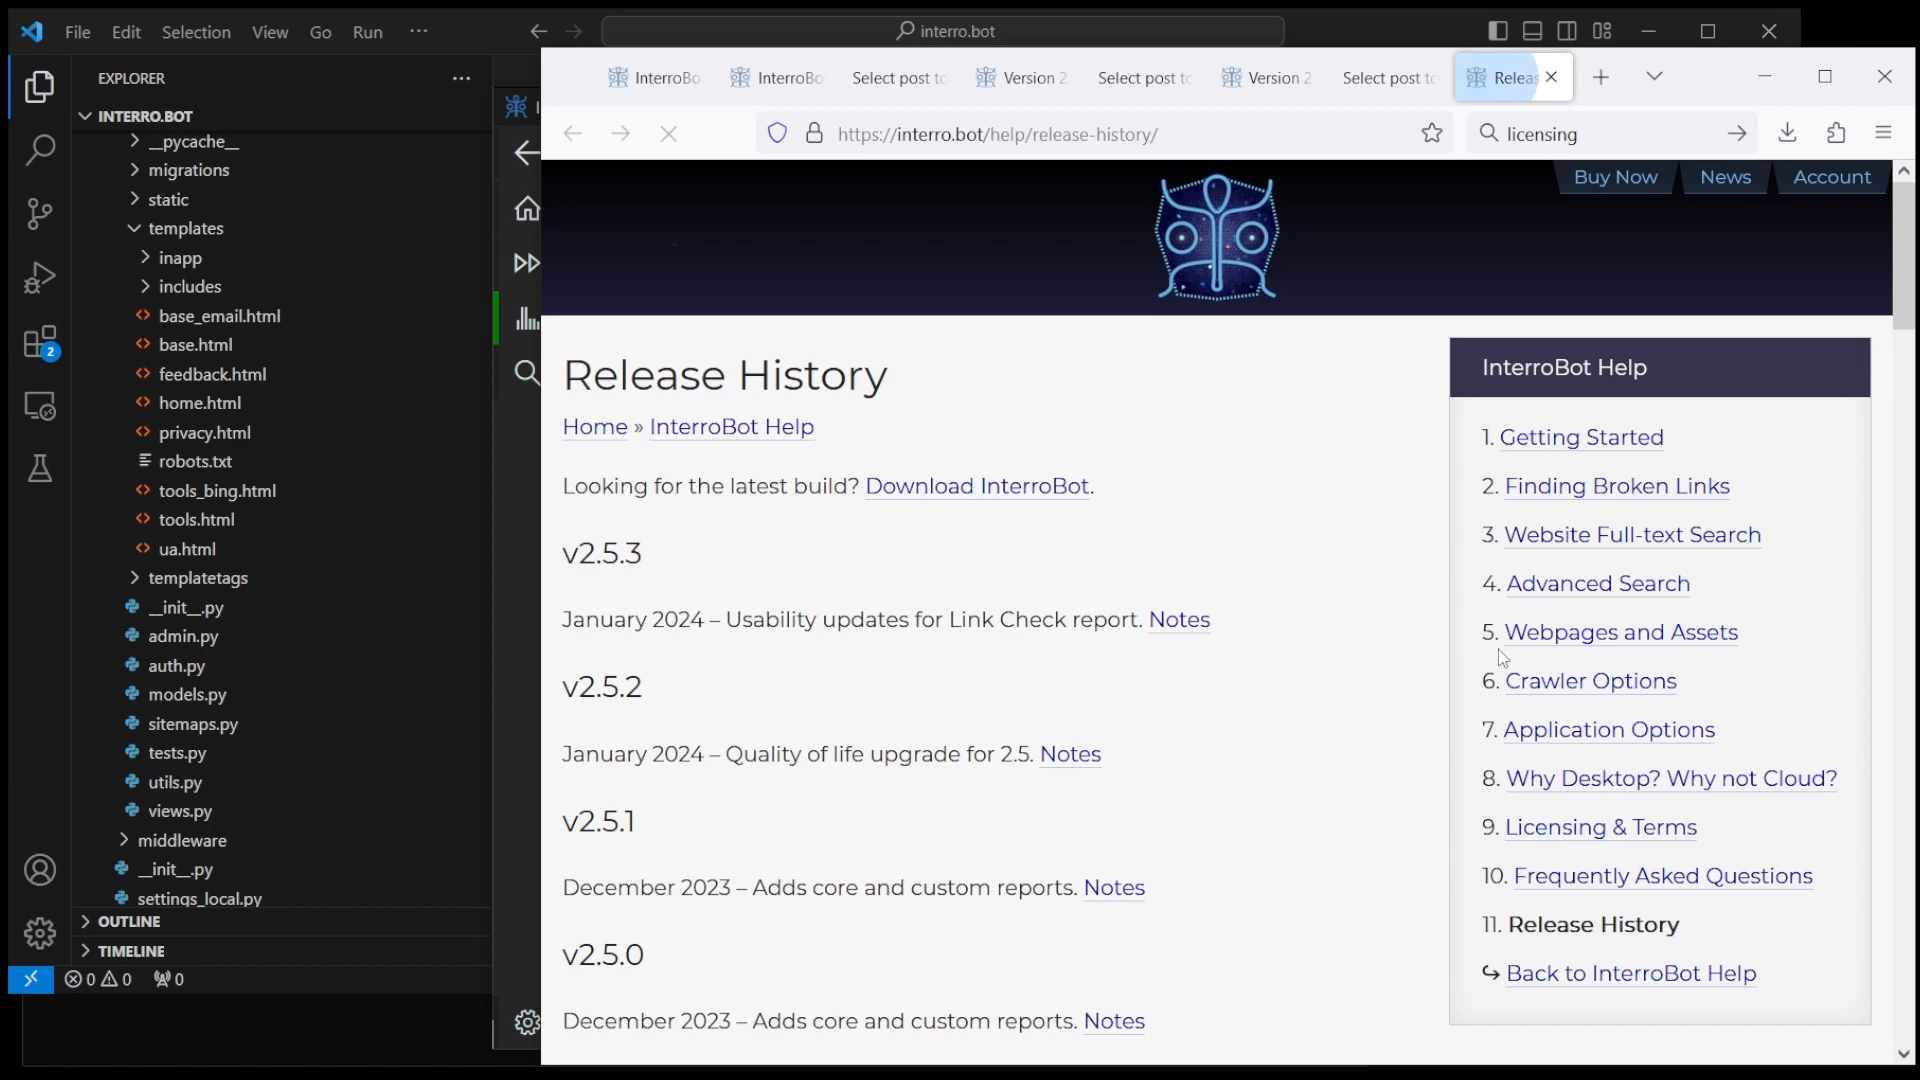 File Edit Selection View Go Run ···
interro.bot
EXPLORER
INTERRO.BOT
__pycache__
migrations
static
templates
inapp
includes
base_email.html
base.html
feedback.html
home.html
privacy.html
robots.txt
tools_bing.html
tools.html
ua.html
templatetags
__init__.py
admin.py
auth.py
models.py
sitemaps.py
tests.py
utils.py
views.py
middleware
__init__.py
settings_local.py
OUTLINE
TIMELINE
2
0 0 0
InterroBo InterroBo Select post to Version 2 Select post to Version 2 Select post to Releas
https://interro.bot/help/release-history/
licensing
Buy Now News Account
Release History
Home » InterroBot Help
Looking for the latest build? Download InterroBot.
v2.5.3
January 2024 – Usability updates for Link Check report. Notes
v2.5.2
January 2024 – Quality of life upgrade for 2.5. Notes
v2.5.1
December 2023 – Adds core and custom reports. Notes
v2.5.0
December 2023 – Adds core and custom reports. Notes
InterroBot Help
1. Getting Started
2. Finding Broken Links
3. Website Full-text Search
4. Advanced Search
5. Webpages and Assets
6. Crawler Options
7. Application Options
8. Why Desktop? Why not Cloud?
9. Licensing & Terms
10. Frequently Asked Questions
11. Release History
↪ Back to InterroBot Help